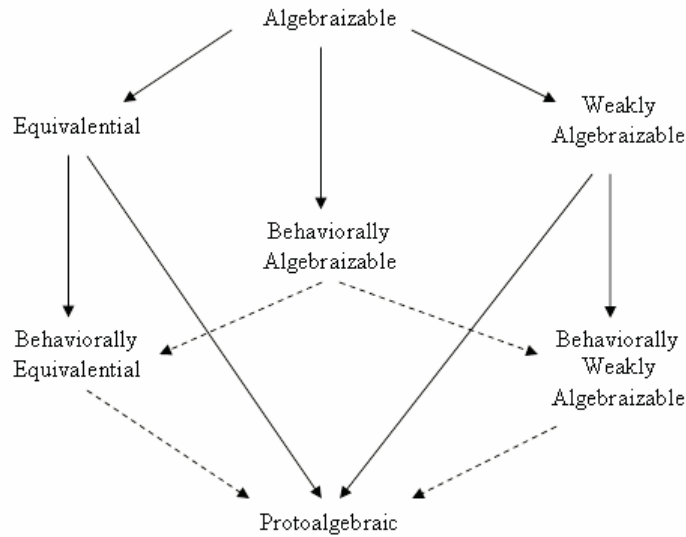 Algebraizable
Equivalential
Weakly
Algebraizable
Behaviorally
Algebraizable
Behaviorally
Equivalential
Behaviorally
Weakly
Algebraizable
Protoalgebraic